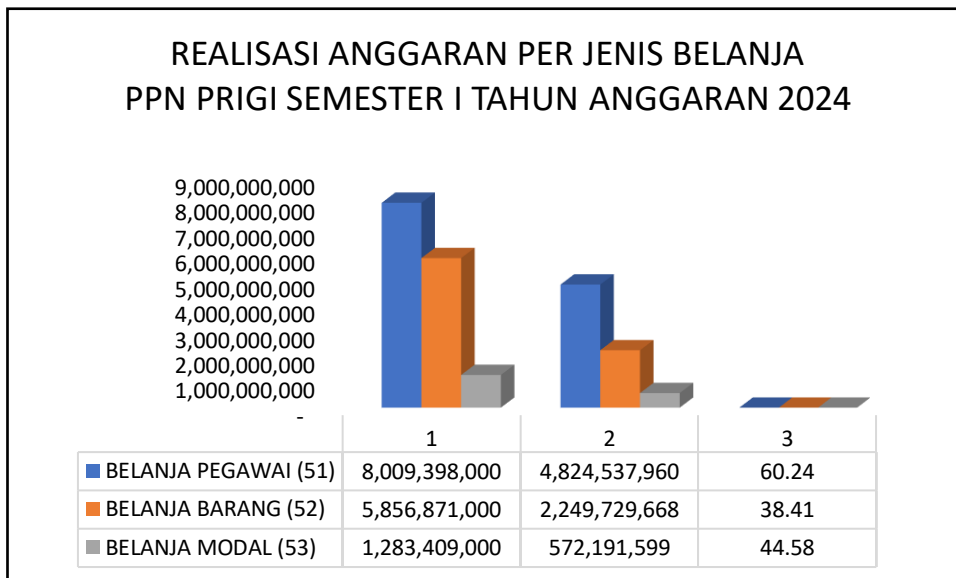 REALISASI ANGGARAN PER JENIS BELANJA
PPN PRIGI SEMESTER I TAHUN ANGGARAN 2024
9,000,000,000
8,000,000,000
7,000,000,000
6,000,000,000
5,000,000,000
4,000,000,000
3,000,000,000
2,000,000,000
1,000,000,000
-
1 2 3
BELANJA PEGAWAI (51) 8,009,398,000 4,824,537,960 60.24
BELANJA BARANG (52) 5,856,871,000 2,249,729,668 38.41
BELANJA MODAL (53) 1,283,409,000 572,191,599 44.58